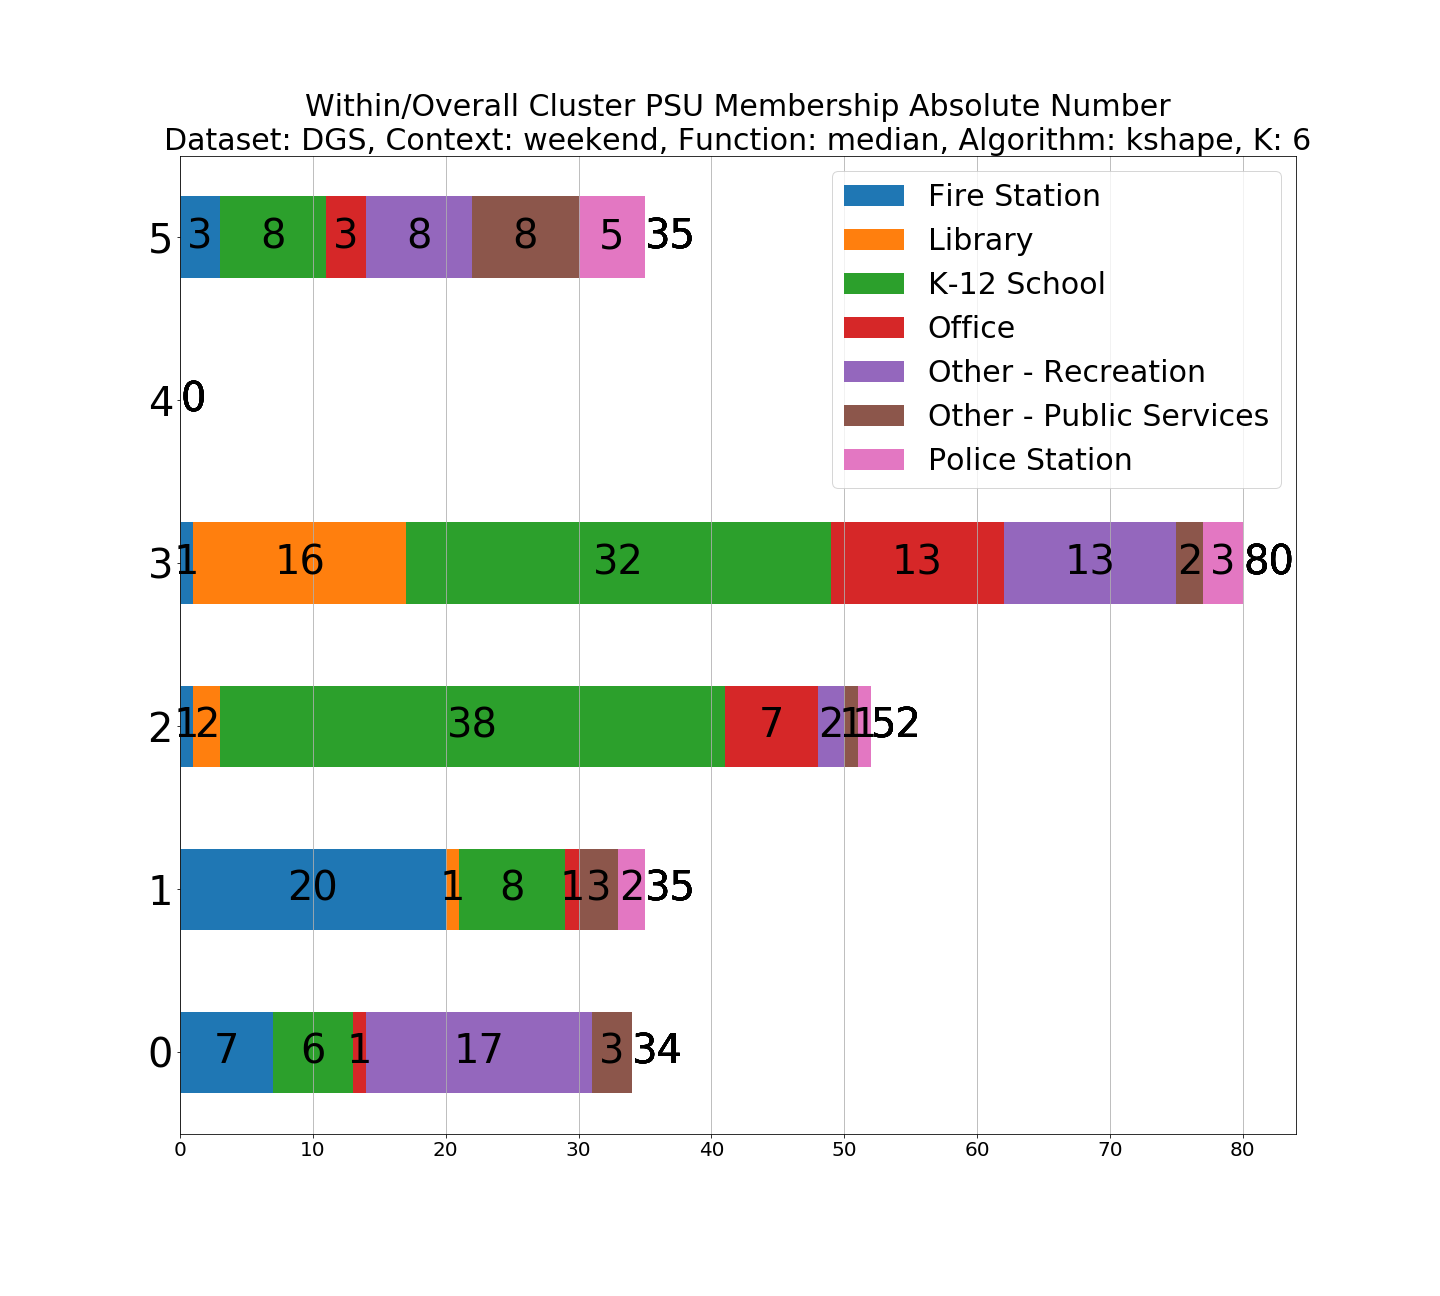 Within/Overall Cluster PSU Membership Absolute Number
Dataset: DGS, Context: weekend, Function: median, Algorithm: kshape, K: 6
Fire Station
Library
K-12 School
Office
Other - Recreation
Other - Public Services
Police Station
5 3 8 3 8 8 5 35
4 0
3 1 16 32 13 13 2 3 80
2 1 2 38 7 2 1 1 52
1 20 1 8 1 3 2 35
0 7 6 1 17 3 34
0 10 20 30 40 50 60 70 80